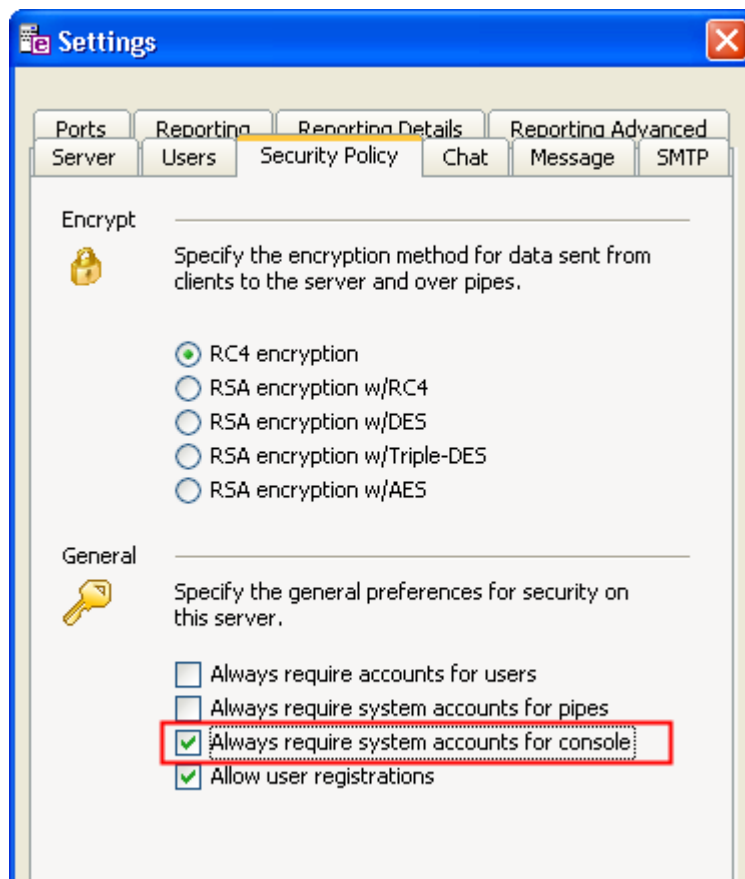 Settings
Ports Reporting Reporting Details Reporting Advanced
Server Users Security Policy Chat Message SMTP
Encrypt
Specify the encryption method for data sent from
clients to the server and over pipes.
RC4 encryption
RSA encryption w/RC4
RSA encryption w/DES
RSA encryption w/Triple-DES
RSA encryption w/AES
General
Specify the general preferences for security on
this server.
Always require accounts for users
Always require system accounts for pipes
Always require system accounts for console
Allow user registrations